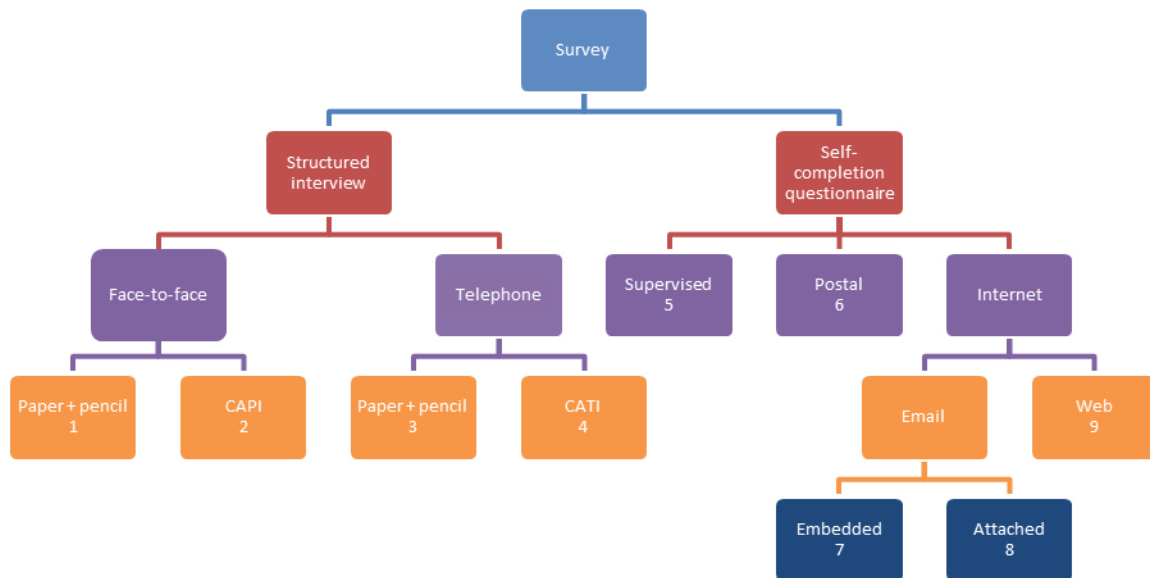 Survey
Structured
interview
Self-
completion
questionnaire
Face-to-face
Telephone
Supervised
5
Postal
6
Internet
Paper + pencil
1
CAPI
2
Paper + pencil
3
CATI
4
Email
Web
9
Embedded
7
Attached
8